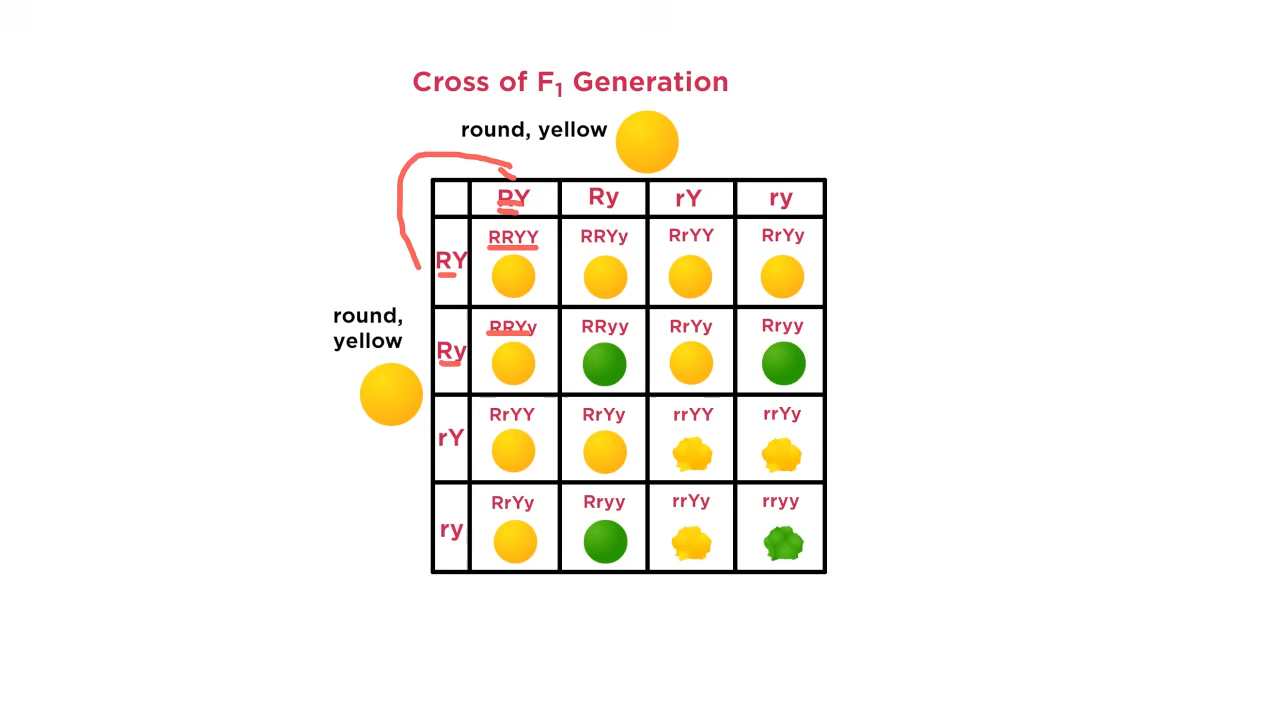 Cross of F₁ Generation
round, yellow
RY Ry rY ry
RRYY RRYy RrYY RrYy
RY
round,
yellow
RRYy RRyy RrYy Rryy
Ry
RrYY RrYy rrYY rrYy
rY
RrYy Rryy rrYy rryy
ry